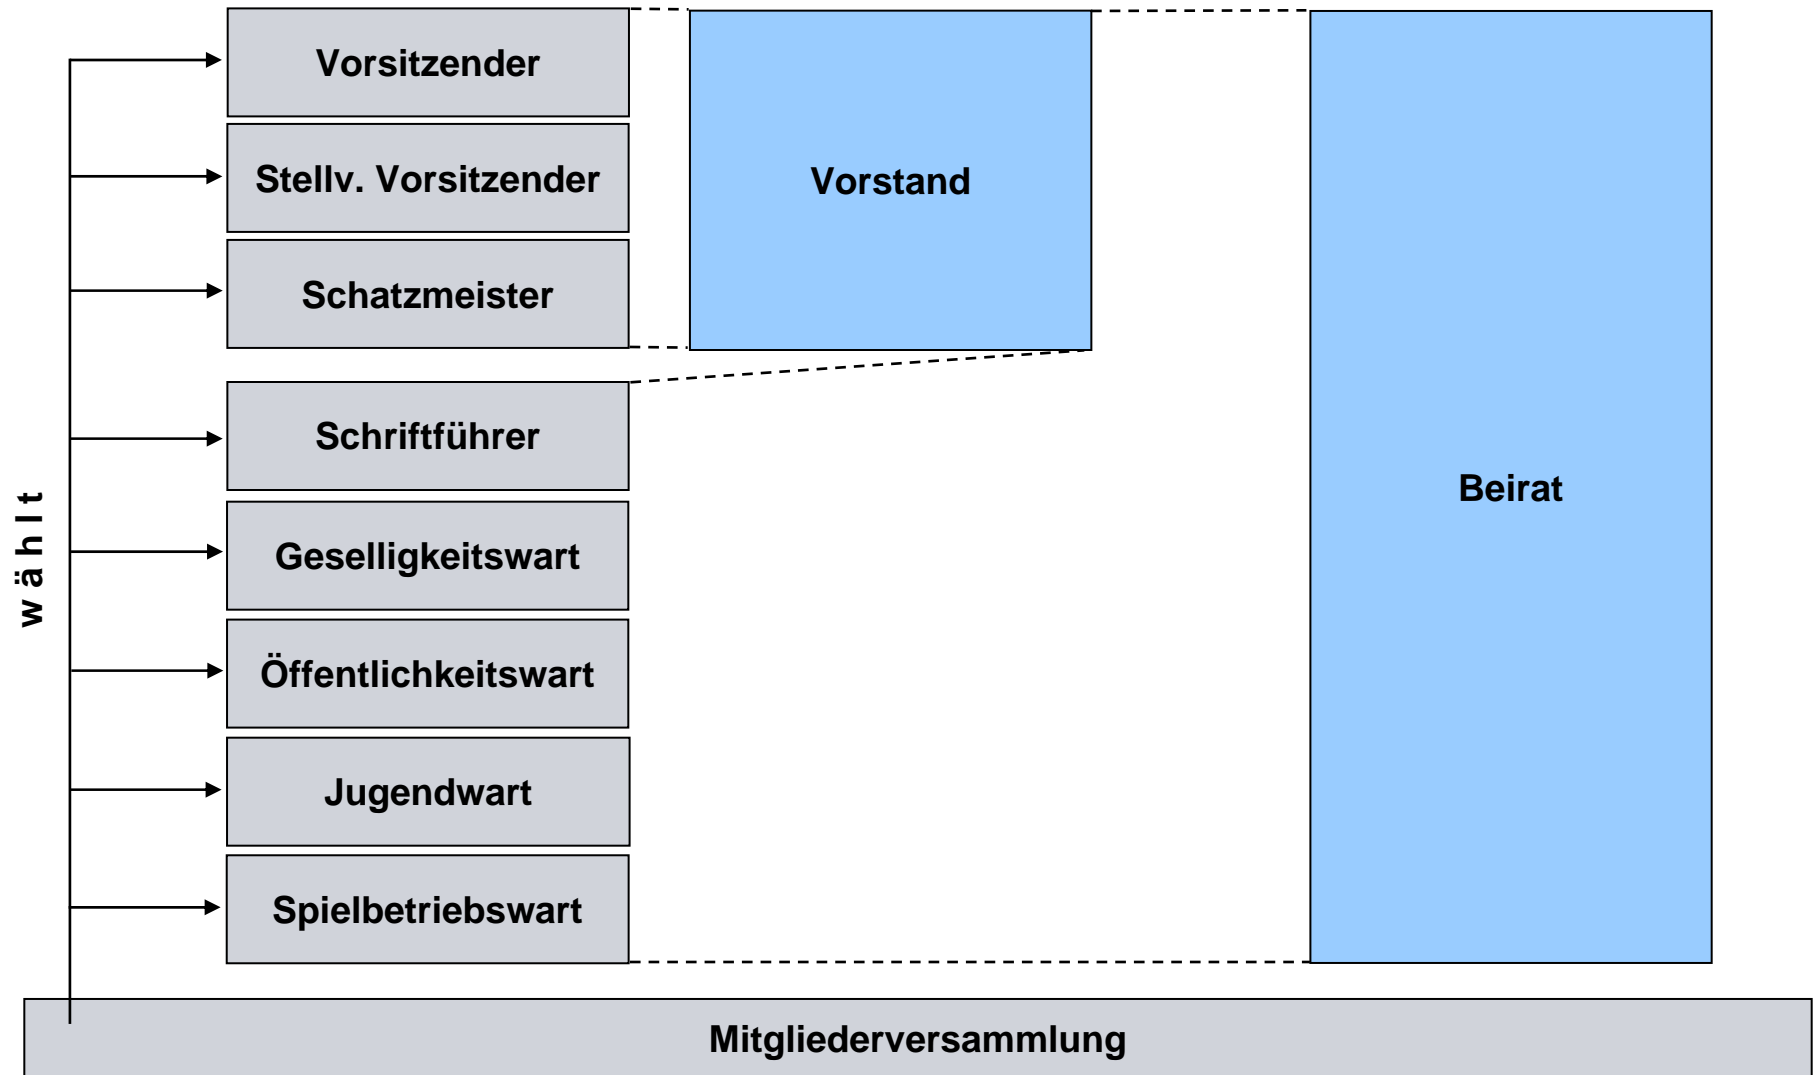 Vorsitzender
Stellv. Vorsitzender
Schatzmeister
Vorstand
Schriftführer
Geselligkeitswart
Öffentlichkeitswart
Jugendwart
Spielbetriebswart
Beirat
wählt
Mitgliederversammlung